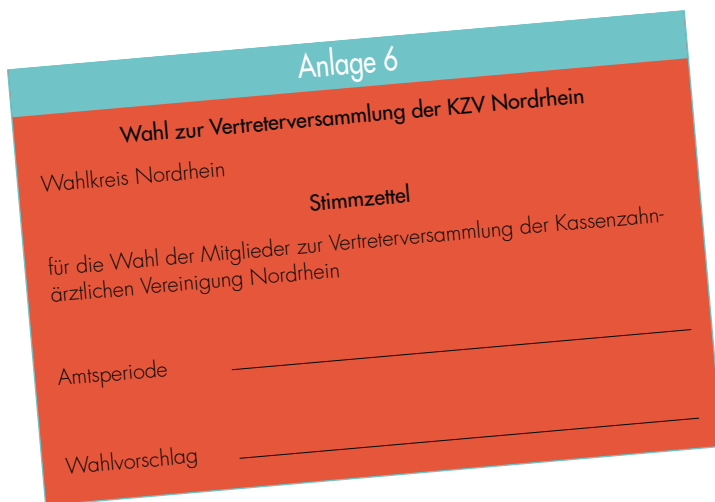 Anlage 6
Wahl zur Vertreterversammlung der KZV Nordrhein
Wahlkreis Nordrhein
Stimmzettel
für die Wahl der Mitglieder zur Vertreterversammlung der Kassenzahn-
ärztlichen Vereinigung Nordrhein
Amtsperiode
Wahlvorschlag